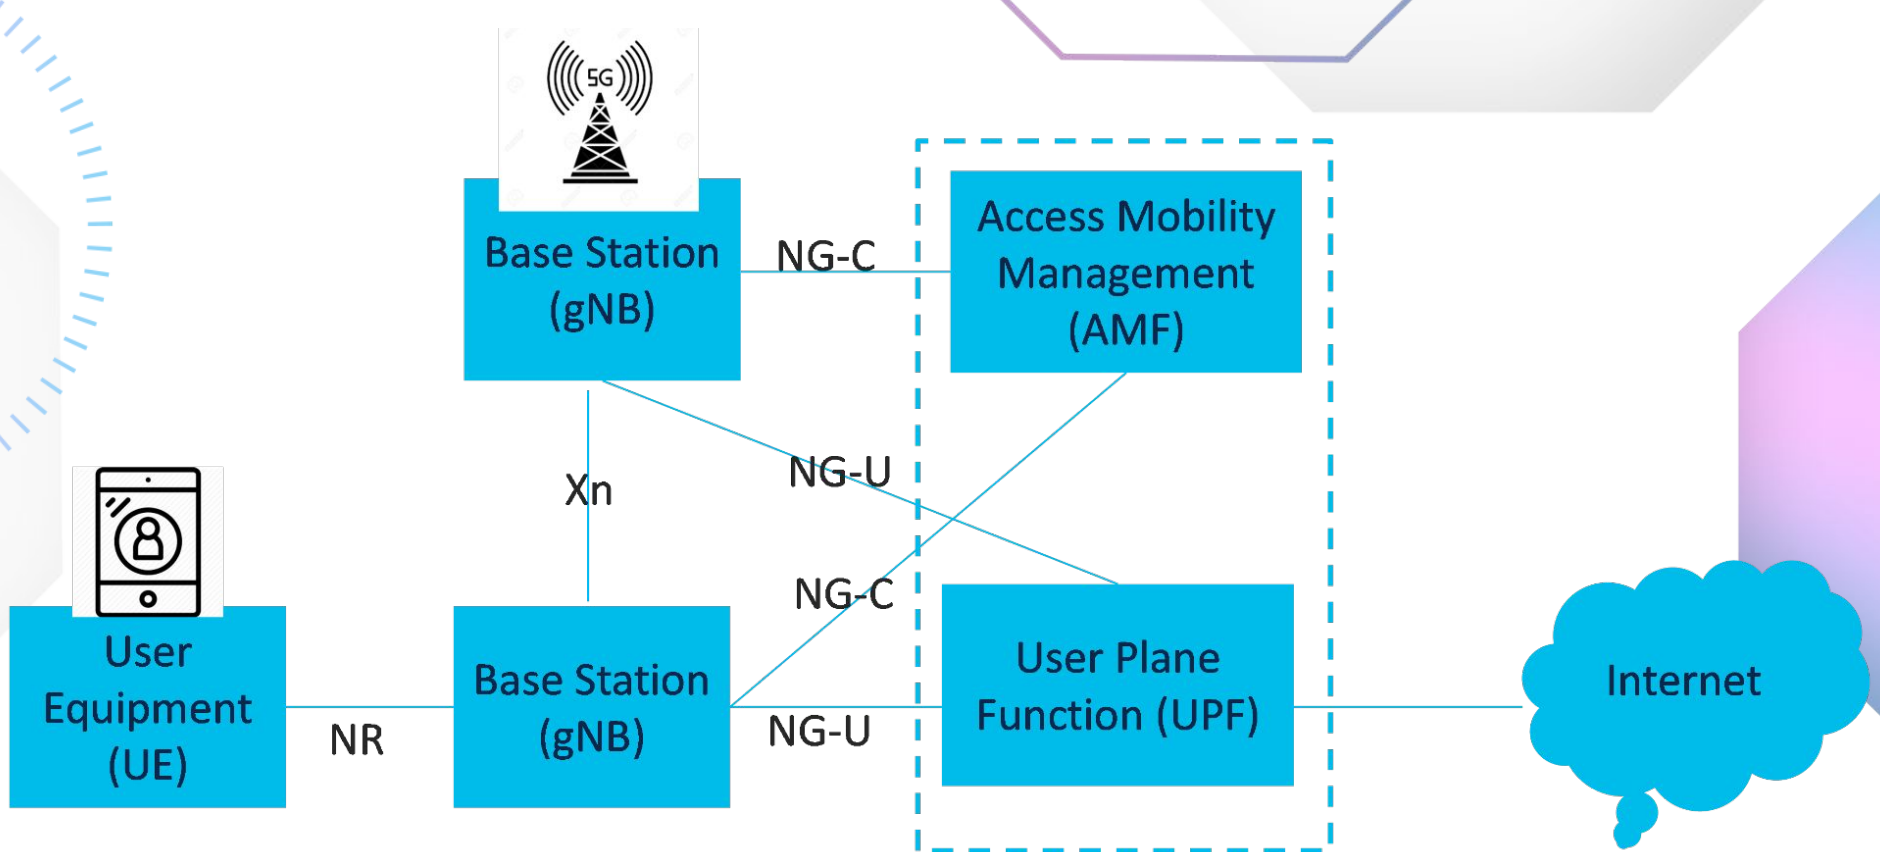 5G
Base Station
(gNB)
NG-C
Access Mobility
Management
(AMF)
Xn
NG-U
NG-C
User
Equipment
(UE)
NR
Base Station
(gNB)
NG-U
User Plane
Function (UPF)
Internet